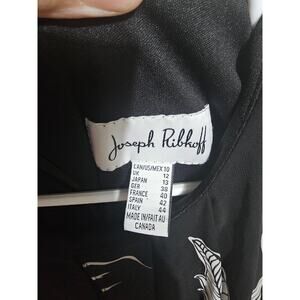 Joseph Ribkoff
CAN/US/MEX 10
UK 12
JAPAN 13
GER 38
FRANCE 40
SPAIN 42
ITALY 44
MADE IN/FAIT AU
CANADA